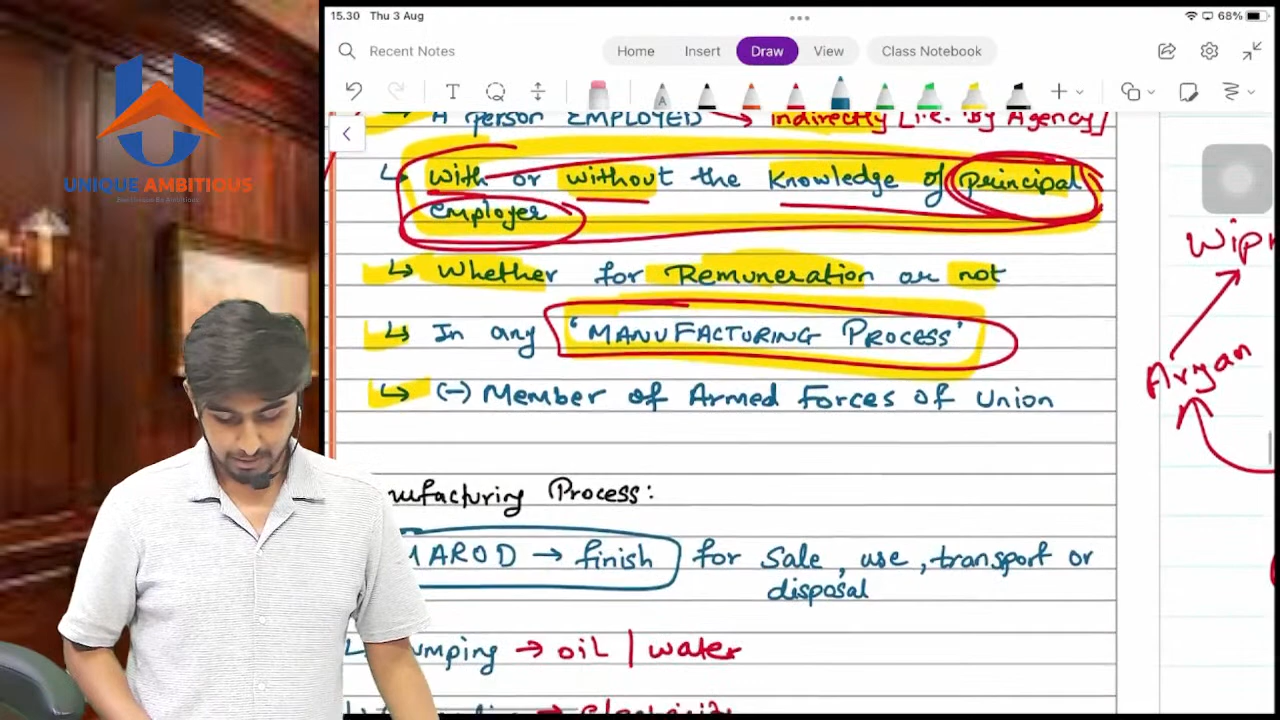 15.30 Thu 3 Aug
68%
Recent Notes
Home Insert Draw View Class Notebook
UNIQUE AMBITIOUS
A person EMPLOYED → Indirectly [i.e. By Agency]
↳ With or without the Knowledge of principal
employer
↳ Whether for Remuneration or not
↳ In any 'MANUFACTURING PROCESS'
↳ (-) Member of Armed Forces of Union
Aryan
nufacturing Process:
AROD → finish for Sale, use, transport or
disposal
umping → oil / water